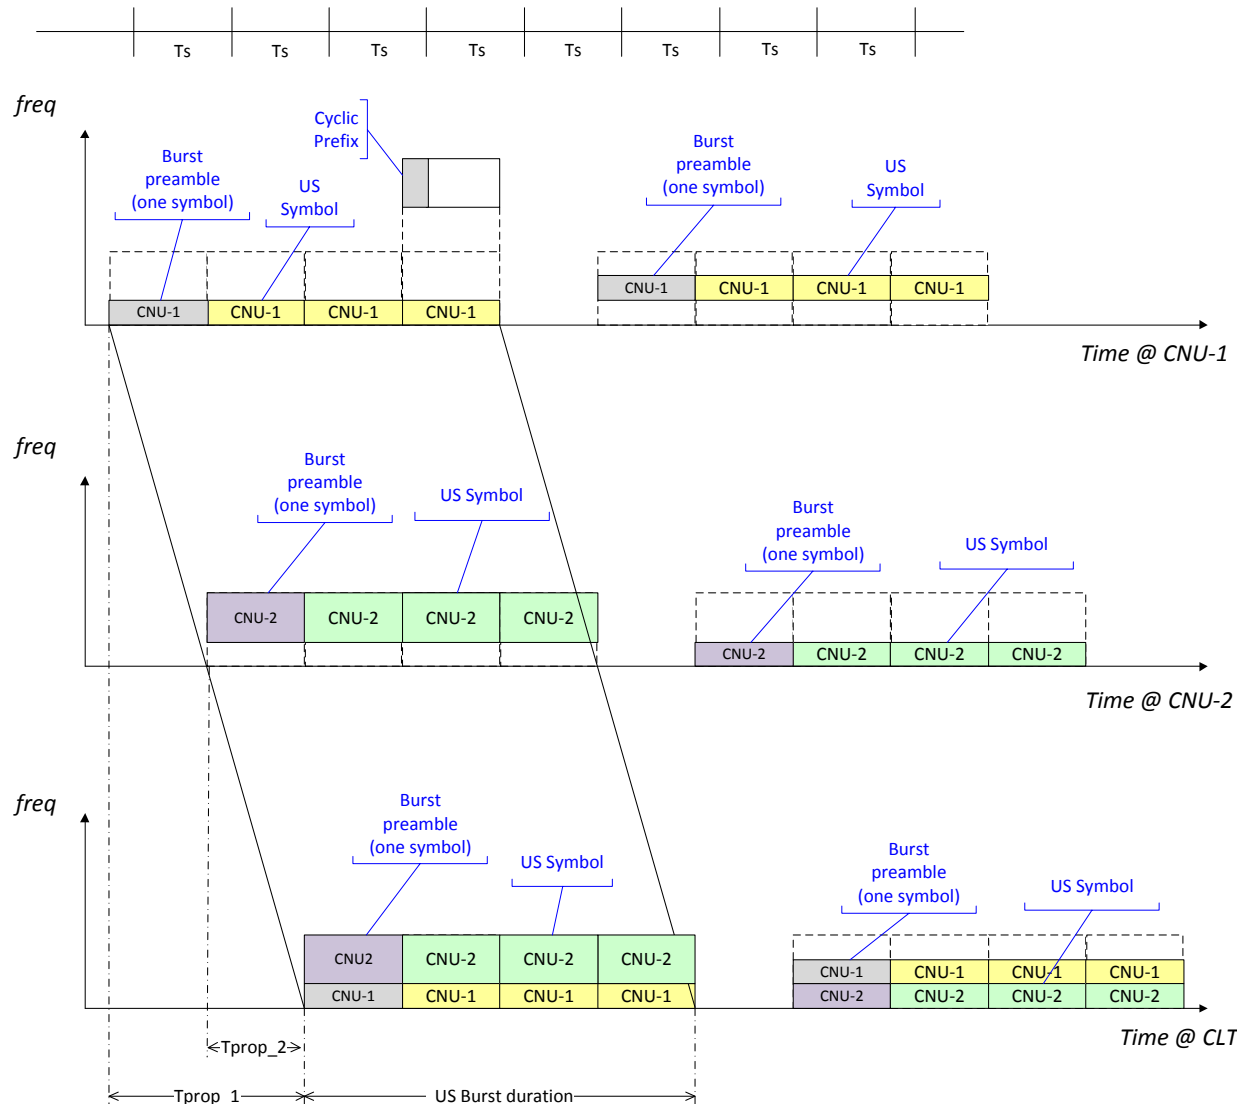 Ts Ts Ts Ts Ts Ts Ts Ts
freq
Cyclic
Prefix
Burst
preamble
(one symbol)
US
Symbol
Burst
preamble
(one symbol)
US
Symbol
CNU-1 CNU-1 CNU-1 CNU-1
CNU-1 CNU-1 CNU-1 CNU-1
Time @ CNU-1
freq
Burst
preamble
(one symbol)
US Symbol
Burst
preamble
(one symbol)
US Symbol
CNU-2 CNU-2 CNU-2 CNU-2
CNU-2 CNU-2 CNU-2 CNU-2
Time @ CNU-2
freq
Burst
preamble
(one symbol)
US Symbol
Burst
preamble
(one symbol)
US Symbol
CNU2 CNU-2 CNU-2 CNU-2
CNU-1 CNU-1 CNU-1 CNU-1
CNU-1 CNU-1 CNU-1 CNU-1
CNU-2 CNU-2 CNU-2 CNU-2
Time @ CLT
Tprop_2
Tprop_1
US Burst duration